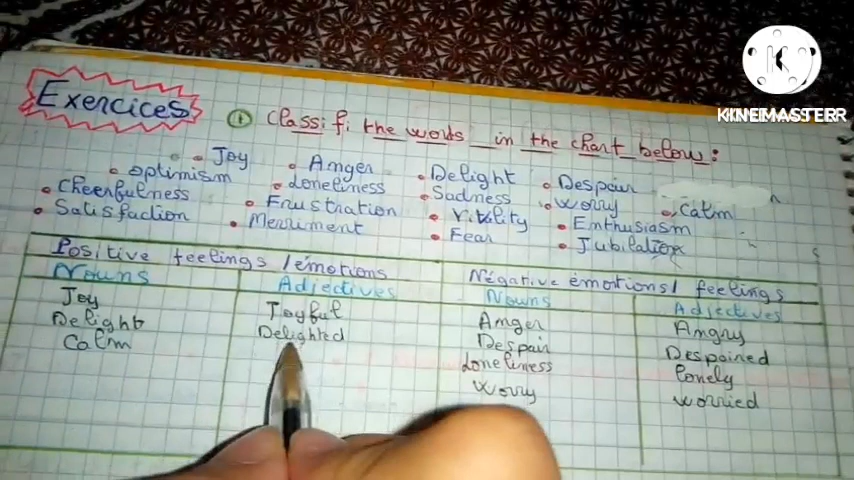 Exercices
① Classifi the words in the chart below:
• Joy • Anger • Delight • Despair
• Optimism • Loneliness • Sadness • Worry • Calm
• Cheerfulness • Frustration • Vitality • Enthusiasm
• Satisfaction • Merriment • Fear • Jubilation
Positive feelings / emotions Negative emotions / feelings
Nouns Adjectives Nouns Adjectives
Joy Joyful Anger Angry
Delight Delighted Despair Despaired
Calm Loneliness lonely
Worry Worried
K
KINEMASTER